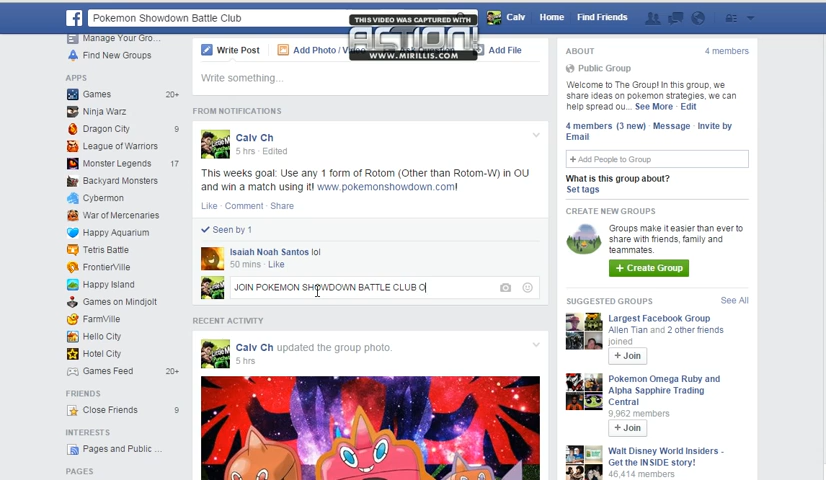 Pokemon Showdown Battle Club
Calv
Home
Find Friends
THIS VIDEO WAS CAPTURED WITH
ACTION!
WWW.MIRILLIS.COM
Manage Your Gro...
Find New Groups
APPS
Games 20+
Ninja Warz
Dragon City 9
League of Warriors
Monster Legends 17
Backyard Monsters
Cybermon
War of Mercenaries
Happy Aquarium
Tetris Battle
FrontierVille
Happy Island
Games on Mindjolt
FarmVille
Hello City
Hotel City
Games Feed 20+
FRIENDS
Close Friends 9
INTERESTS
Pages and Public ...
PAGES
Write Post
Add Photo / Video
Add File
Write something...
FROM NOTIFICATIONS
Calv Ch
5 hrs · Edited
This weeks goal: Use any 1 form of Rotom (Other than Rotom-W) in OU
and win a match using it! www.pokemonshowdown.com!
Like · Comment · Share
Seen by 1
Isaiah Noah Santos lol
50 mins · Like
JOIN POKEMON SHOWDOWN BATTLE CLUB O
RECENT ACTIVITY
Calv Ch updated the group photo.
5 hrs
ABOUT
4 members
Public Group
Welcome to The Group! In this group, we
share ideas on pokemon strategies, we can
help spread ou... See More · Edit
4 members (3 new) · Message · Invite by
Email
+ Add People to Group
What is this group about?
Set tags
CREATE NEW GROUPS
Groups make it easier than ever to
share with friends, family and
teammates.
+ Create Group
SUGGESTED GROUPS
See All
Largest Facebook Group
Allen Tian and 2 other friends
joined
+ Join
Pokemon Omega Ruby and
Alpha Sapphire Trading
Central
9,962 members
+ Join
Walt Disney World Insiders -
Get the INSIDE story!
46,414 members